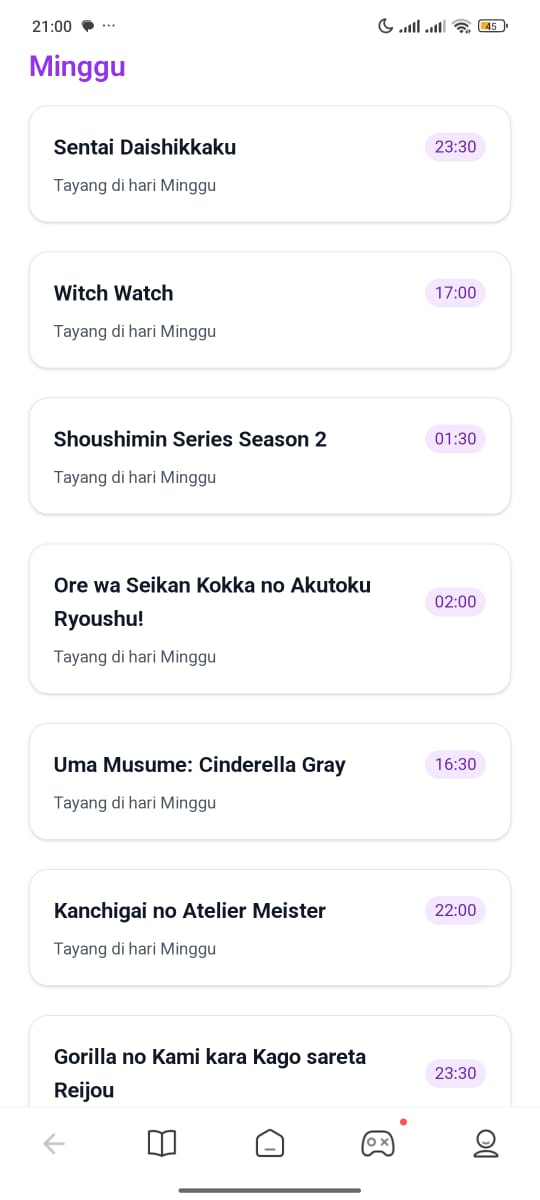 21:00
45
Minggu
Sentai Daishikkaku
23:30
Tayang di hari Minggu
Witch Watch
17:00
Tayang di hari Minggu
Shoushimin Series Season 2
01:30
Tayang di hari Minggu
Ore wa Seikan Kokka no Akutoku
Ryoushu!
02:00
Tayang di hari Minggu
Uma Musume: Cinderella Gray
16:30
Tayang di hari Minggu
Kanchigai no Atelier Meister
22:00
Tayang di hari Minggu
Gorilla no Kami kara Kago sareta
Reijou
23:30